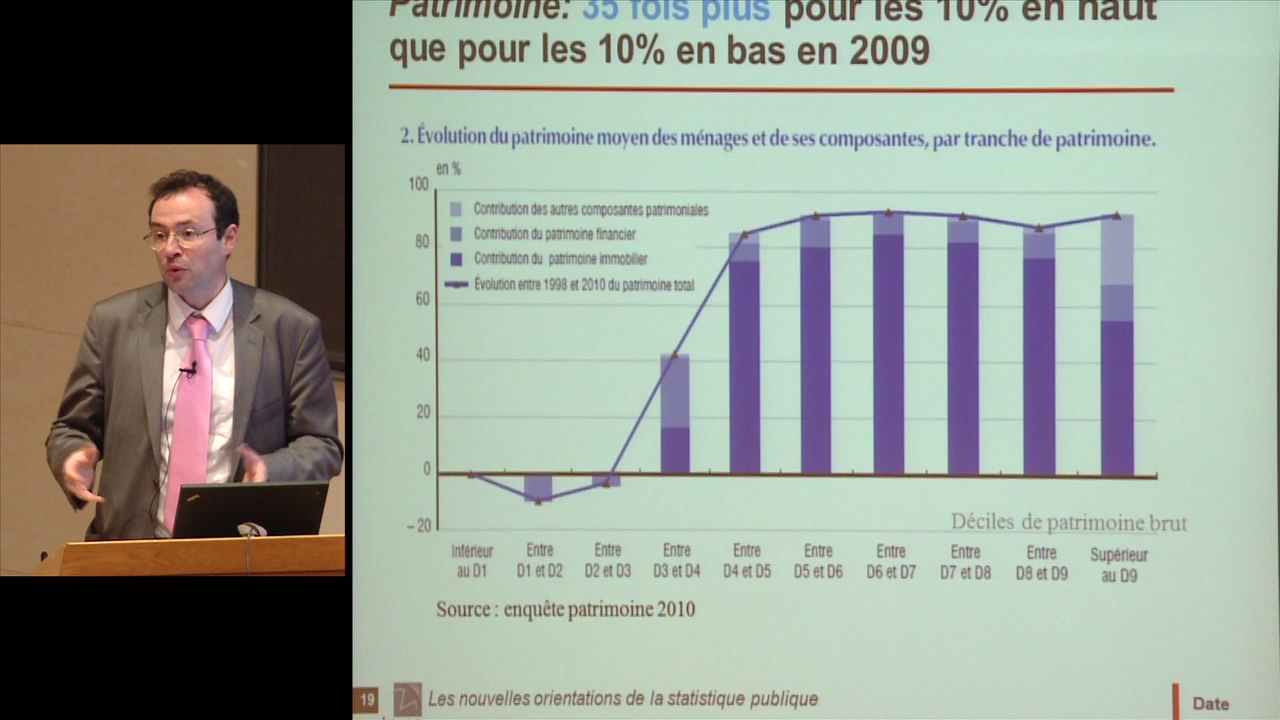 Patrimoine: 35 fois plus pour les 10% en haut
que pour les 10% en bas en 2009
2. Évolution du patrimoine moyen des ménages et de ses composantes, par tranche de patrimoine.
en %
100
80
60
40
20
0
– 20
Contribution des autres composantes patrimoniales
Contribution du patrimoine financier
Contribution du patrimoine immobilier
Évolution entre 1998 et 2010 du patrimoine total
Déciles de patrimoine brut
Inférieur au D1
Entre D1 et D2
Entre D2 et D3
Entre D3 et D4
Entre D4 et D5
Entre D5 et D6
Entre D6 et D7
Entre D7 et D8
Entre D8 et D9
Supérieur au D9
Source : enquête patrimoine 2010
19
Les nouvelles orientations de la statistique publique
Date